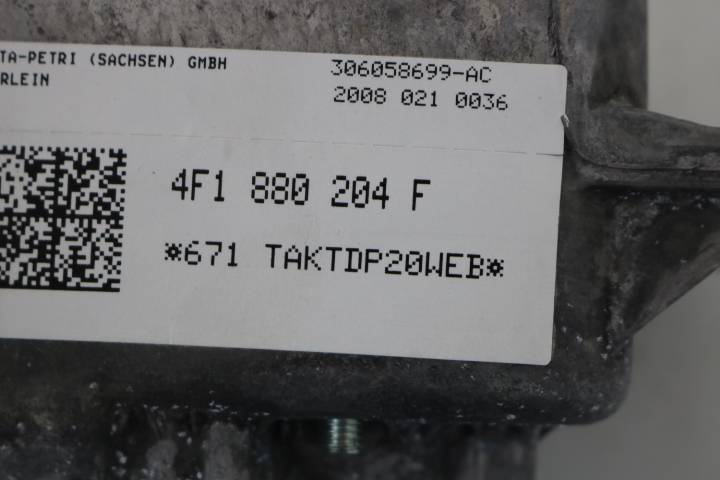 TA-PETRI (SACHSEN) GMBH
RLEIN
306058699-AC
2008 021 0036
4F1 880 204 F
*671 TAKTDP20WEB*